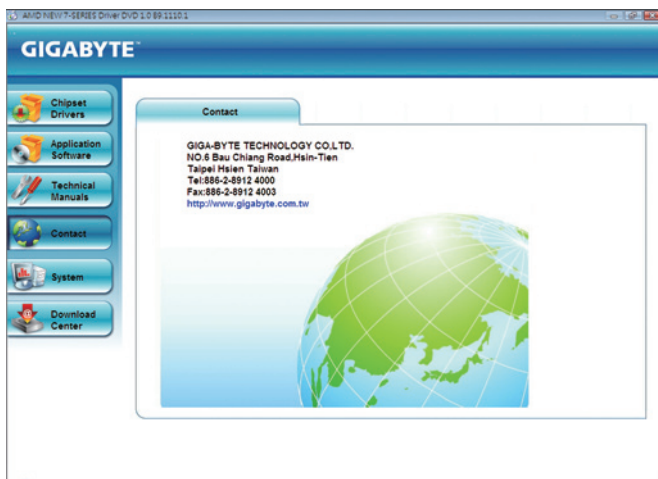 AMD NEW 7-SERIES Driver DVD 1.0 B9.1110.1
GIGABYTE™
Chipset
Drivers
Application
Software
Technical
Manuals
Contact
System
Download
Center
Contact
GIGA-BYTE TECHNOLOGY CO,LTD.
NO.6 Bau Chiang Road,Hsin-Tien
Taipei Hsien Taiwan
Tel:886-2-8912 4000
Fax:886-2-8912 4003
http://www.gigabyte.com.tw